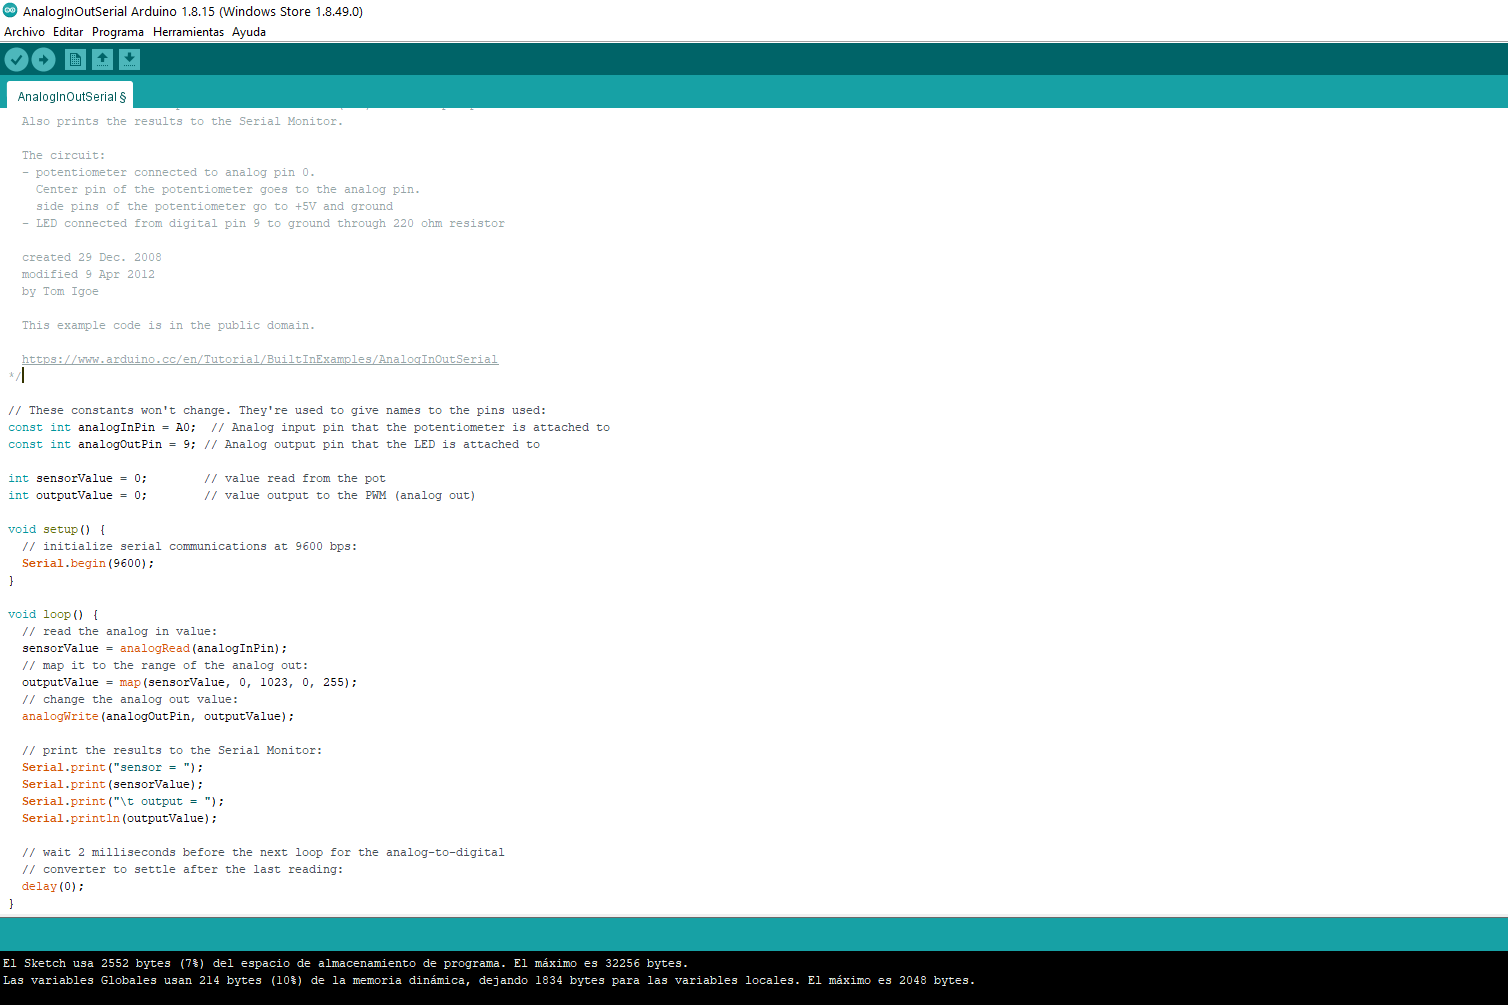 AnalogInOutSerial Arduino 1.8.15 (Windows Store 1.8.49.0)
Archivo Editar Programa Herramientas Ayuda
AnalogInOutSerial §
Also prints the results to the Serial Monitor.
The circuit:
- potentiometer connected to analog pin 0.
Center pin of the potentiometer goes to the analog pin.
side pins of the potentiometer go to +5V and ground
- LED connected from digital pin 9 to ground through 220 ohm resistor
created 29 Dec. 2008
modified 9 Apr 2012
by Tom Igoe
This example code is in the public domain.
https://www.arduino.cc/en/Tutorial/BuiltInExamples/AnalogInOutSerial
*/
// These constants won't change. They're used to give names to the pins used:
const int analogInPin = A0;  // Analog input pin that the potentiometer is attached to
const int analogOutPin = 9; // Analog output pin that the LED is attached to
int sensorValue = 0;        // value read from the pot
int outputValue = 0;        // value output to the PWM (analog out)
void setup() {
// initialize serial communications at 9600 bps:
Serial.begin(9600);
}
void loop() {
// read the analog in value:
sensorValue = analogRead(analogInPin);
// map it to the range of the analog out:
outputValue = map(sensorValue, 0, 1023, 0, 255);
// change the analog out value:
analogWrite(analogOutPin, outputValue);
// print the results to the Serial Monitor:
Serial.print("sensor = ");
Serial.print(sensorValue);
Serial.print("\t output = ");
Serial.println(outputValue);
// wait 2 milliseconds before the next loop for the analog-to-digital
// converter to settle after the last reading:
delay(0);
}
El Sketch usa 2552 bytes (7%) del espacio de almacenamiento de programa. El máximo es 32256 bytes.
Las variables Globales usan 214 bytes (10%) de la memoria dinámica, dejando 1834 bytes para las variables locales. El máximo es 2048 bytes.